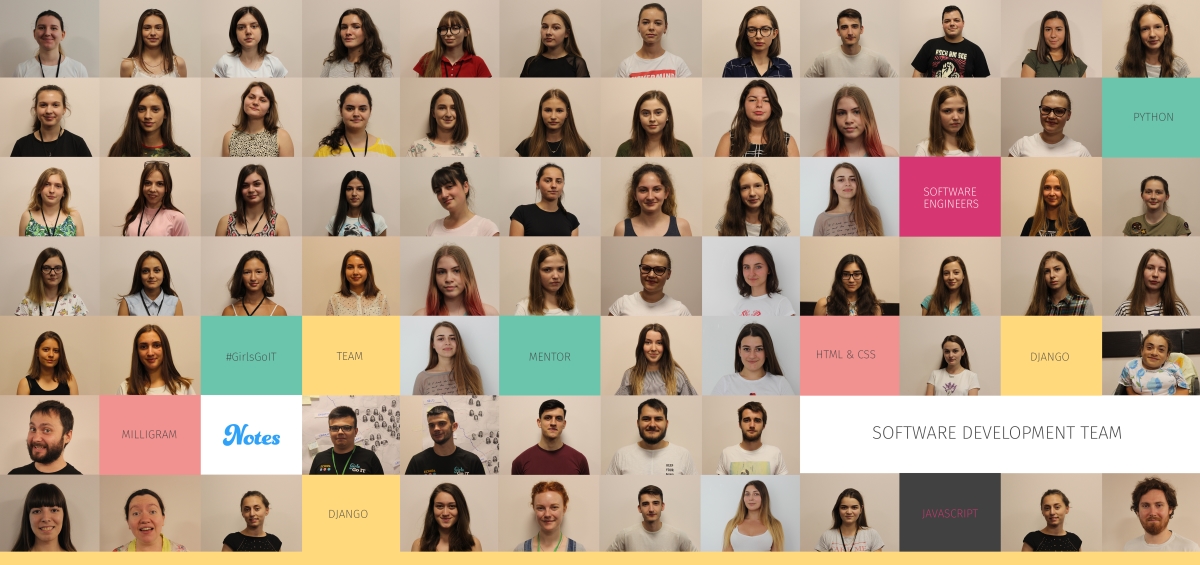 PYTHON
SOFTWARE
ENGINEERS
#GirlsGoIT
TEAM
MENTOR
HTML & CSS
DJANGO
MILLIGRAM
Notes
SOFTWARE DEVELOPMENT TEAM
DJANGO
JAVASCRIPT